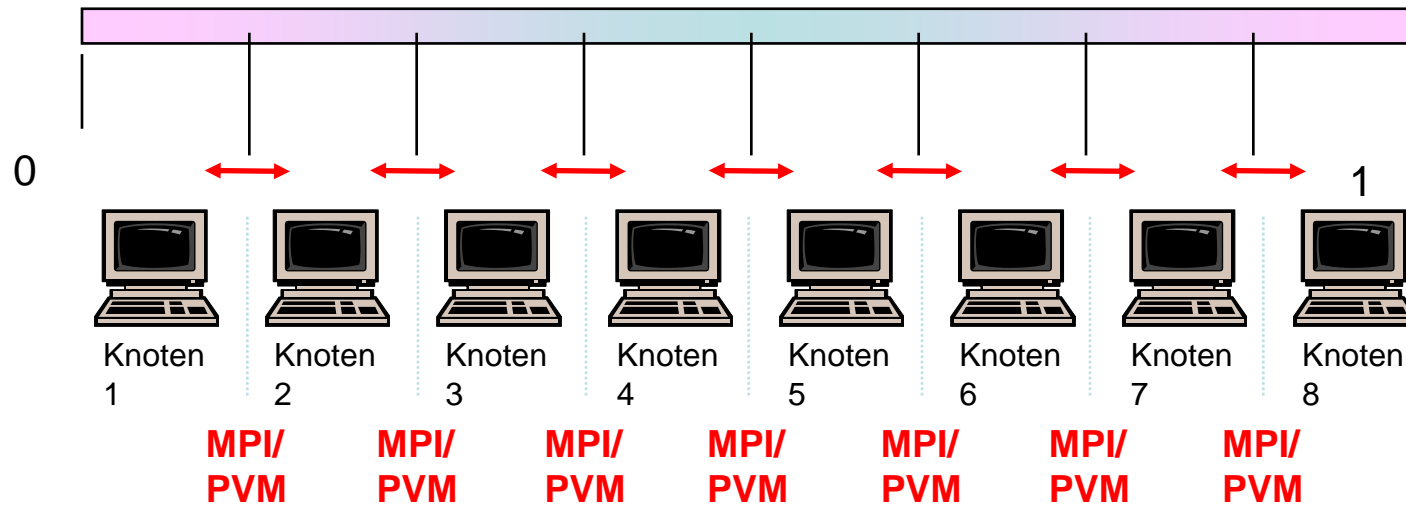 0
1
Knoten Knoten Knoten Knoten Knoten Knoten Knoten Knoten
1 2 3 4 5 6 7 8
MPI/ MPI/ MPI/ MPI/ MPI/ MPI/ MPI/
PVM PVM PVM PVM PVM PVM PVM